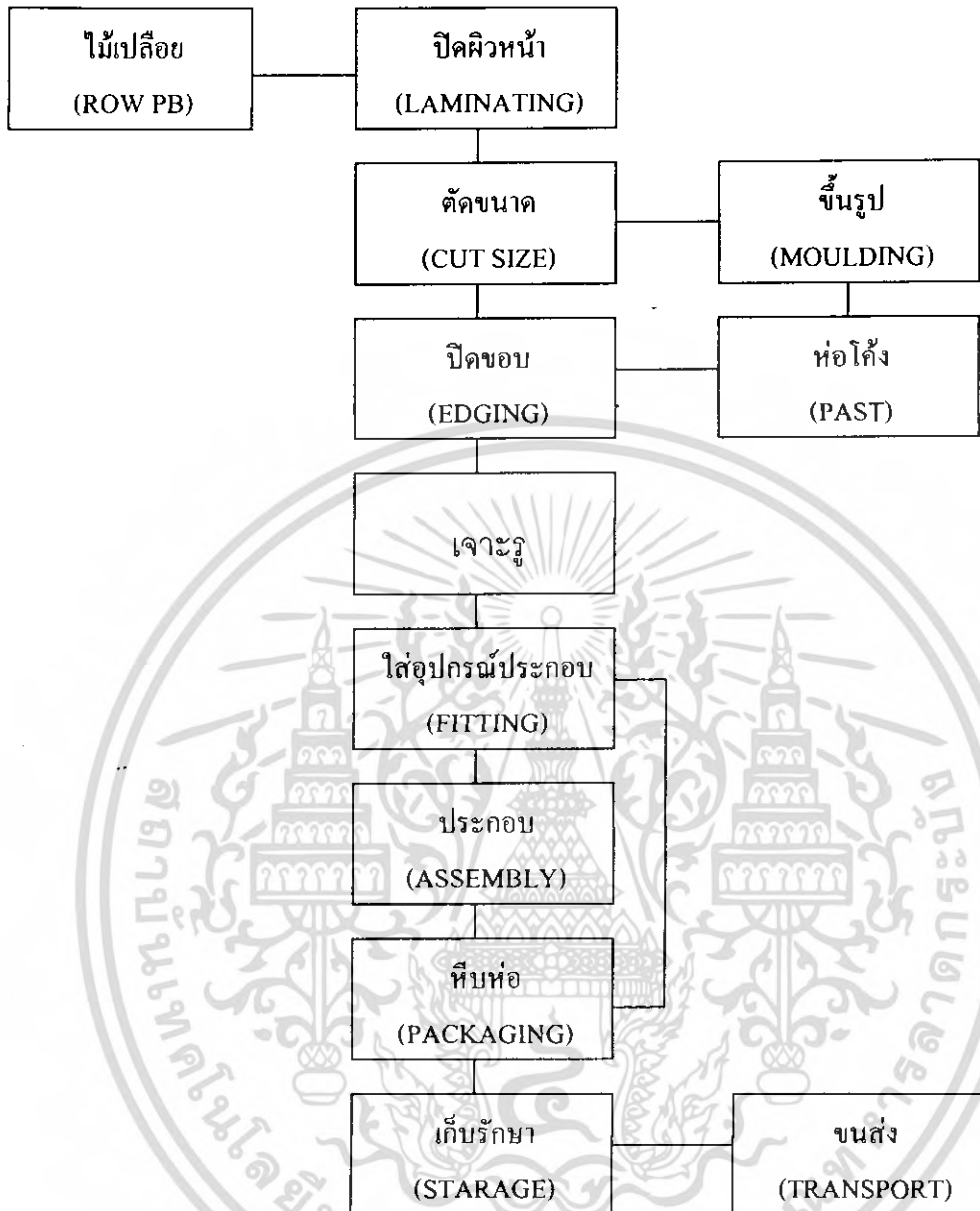 ไม้เปลือย
(ROW PB)
ปิดผิวหน้า
(LAMINATING)
ตัดขนาด
(CUT SIZE)
ขึ้นรูป
(MOULDING)
ปิดขอบ
(EDGING)
ห่อโค้ง
(PAST)
เจาะรู
ใส่อุปกรณ์ประกอบ
(FITTING)
ประกอบ
(ASSEMBLY)
หีบห่อ
(PACKAGING)
เก็บรักษา
(STARAGE)
ขนส่ง
(TRANSPORT)